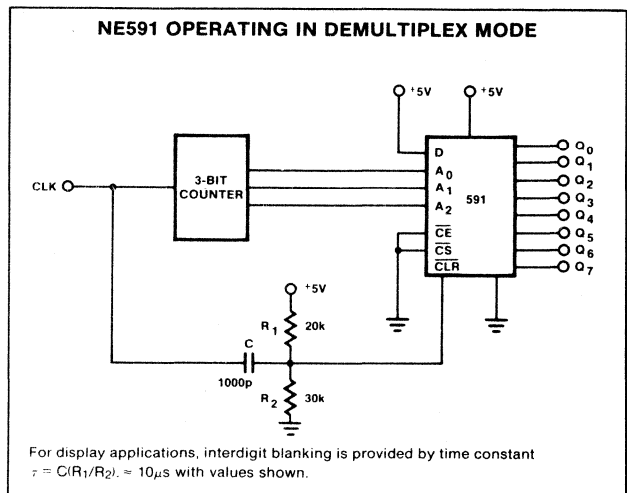 NE591 OPERATING IN DEMULTIPLEX MODE
+5V
+5V
D
Q0
3-BIT
COUNTER
A0
Q1
CLK
A1
591
Q2
A2
Q3
Q4
CE
Q5
CS
Q6
CLR
Q7
+5V
R1
20k
C
1000p
R2
30k
For display applications, interdigit blanking is provided by time constant
τ = C(R1/R2). ≈ 10μs with values shown.